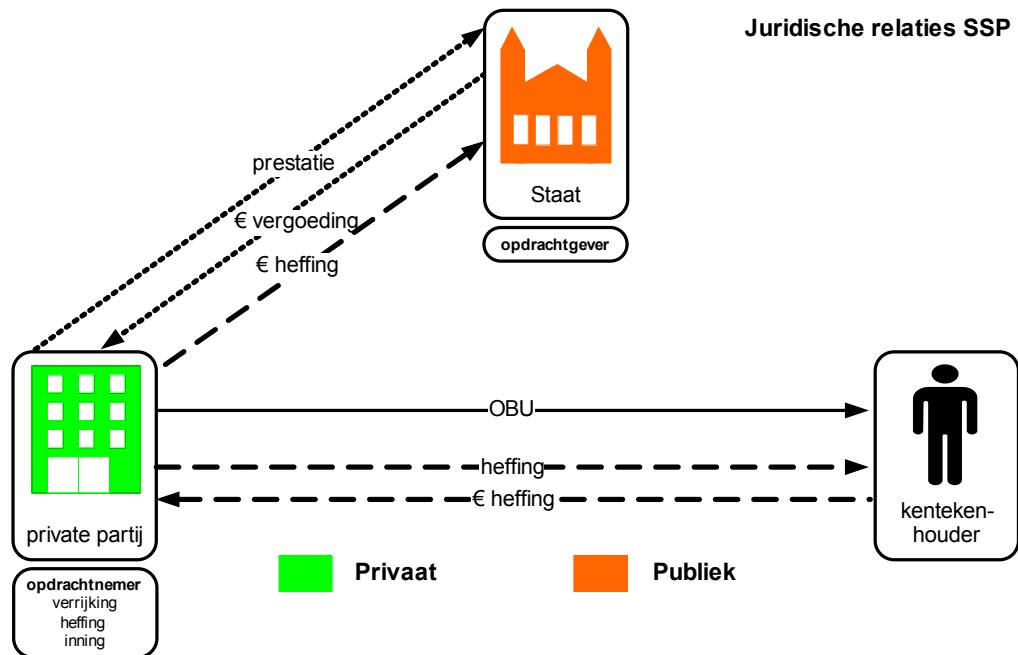 Juridische relaties SSP
prestatie
€ vergoeding
€ heffing
Staat
opdrachtgever
OBU
heffing
€ heffing
private partij
kenteken-
houder
opdrachtnemer
verrijking
heffing
inning
Privaat
Publiek